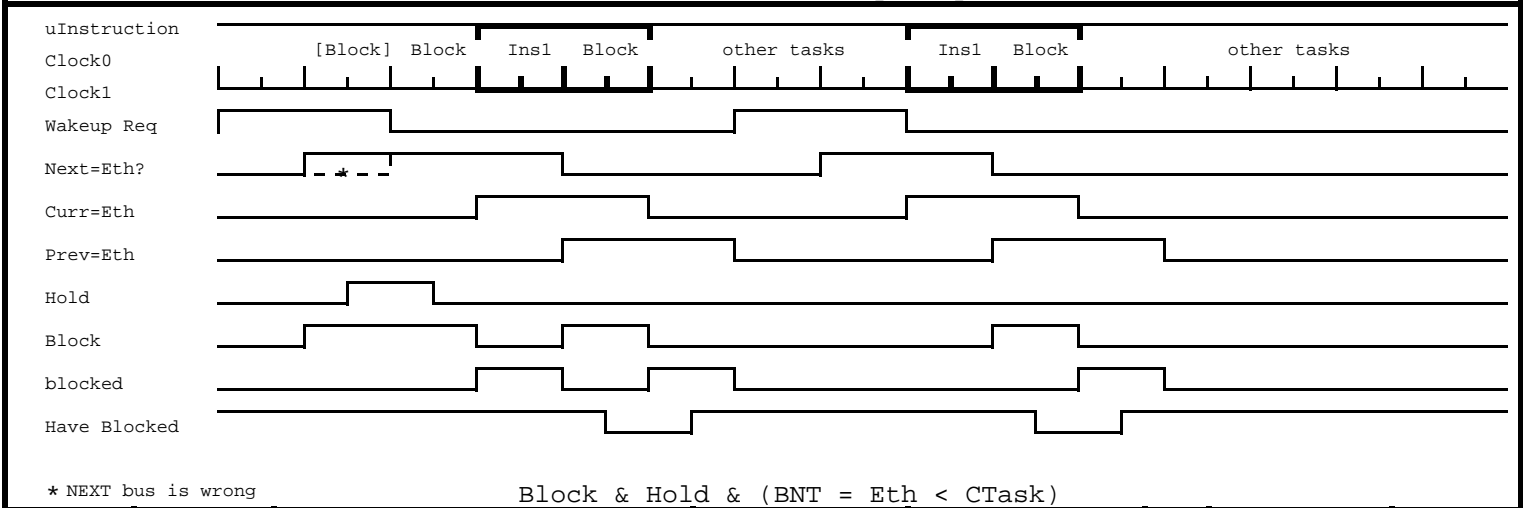 uInstruction
[Block] Block Ins1 Block other tasks Ins1 Block other tasks
Clock0
Clock1
Wakeup Req
Next=Eth?
*
Curr=Eth
Prev=Eth
Hold
Block
blocked
Have Blocked
* NEXT bus is wrong
Block & Hold & (BNT = Eth < CTask)